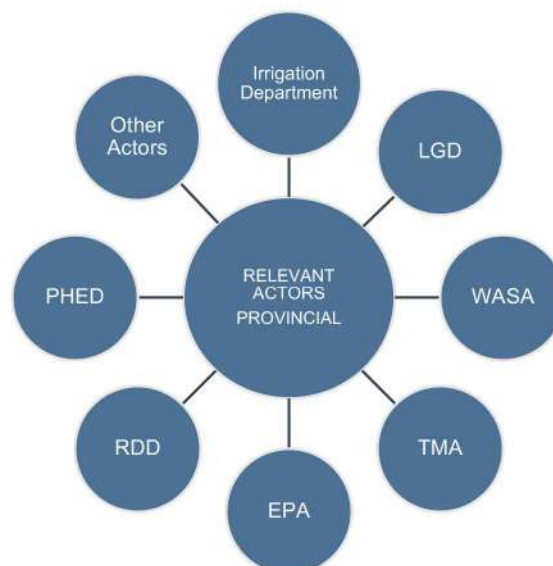 Irrigation
Department
LGD
WASA
TMA
EPA
RDD
PHED
Other
Actors
RELEVANT
ACTORS
PROVINCIAL